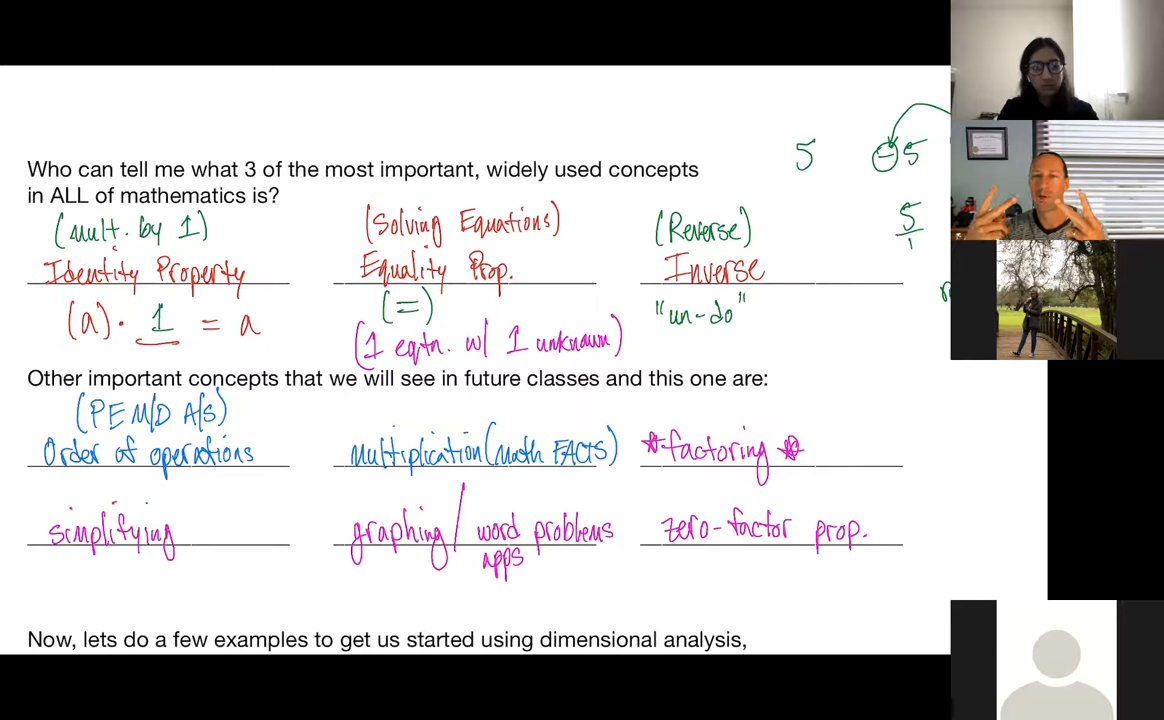 5 -5
Who can tell me what 3 of the most important, widely used concepts
in ALL of mathematics is?
5/1
(mult. by 1) (Solving Equations) (Reverse)
Identity Property Equality Prop. Inverse
(a) · 1 = a (=) "un-do"
(1 eqtn. w/ 1 unknown)
Other important concepts that we will see in future classes and this one are:
(PE M/D A/S)
Order of operations multiplication (math FACTS) *factoring*
simplifying graphing / word problems zero-factor prop.
apps
Now, lets do a few examples to get us started using dimensional analysis,